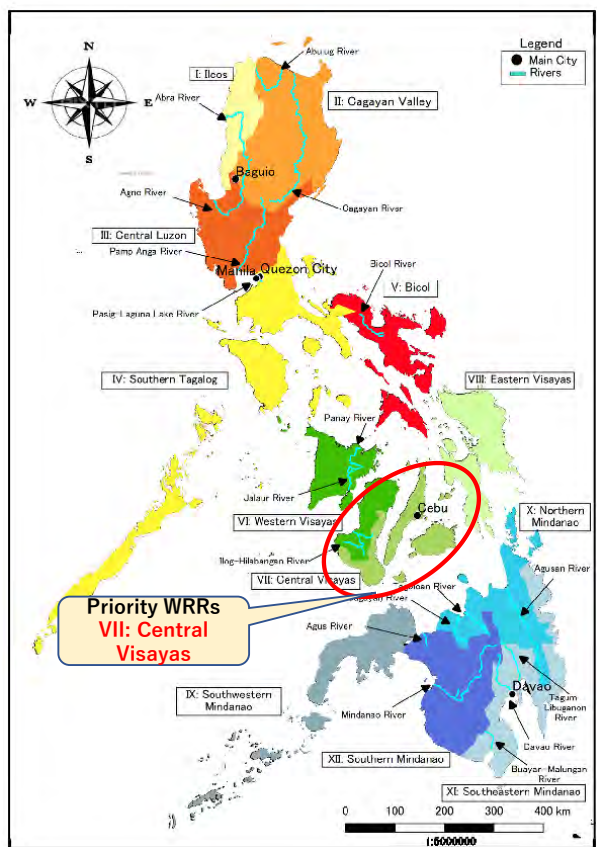 N
W E
S
Legend
Main City
Rivers
Abulug River
I: Ilcos
Abra River
II: Cagayan Valley
Baguio
Agno River
Cagayan River
III: Central Luzon
Pamp Anga River
Manila Quezon City
Pasig-Laguna Lake River
Bicol River
V: Bicol
IV: Southern Tagalog
VIII: Eastern Visayas
Panay River
Jalaur River
Cebu
VI: Western Visayas
X: Northern
Mindanao
Ilog-Hilabangan River
VII: Central Visayas
Agusan River
Priority WRRs
VII: Central
Visayas
Agus River
IX: Southwestern
Mindanao
Mindanao River
Davao
Tagum
Libuganon
River
Davao River
XII: Southern Mindanao
Buayan-Malungan
River
XI: Southeastern Mindanao
0 100 200 300 400 km
1:5000000